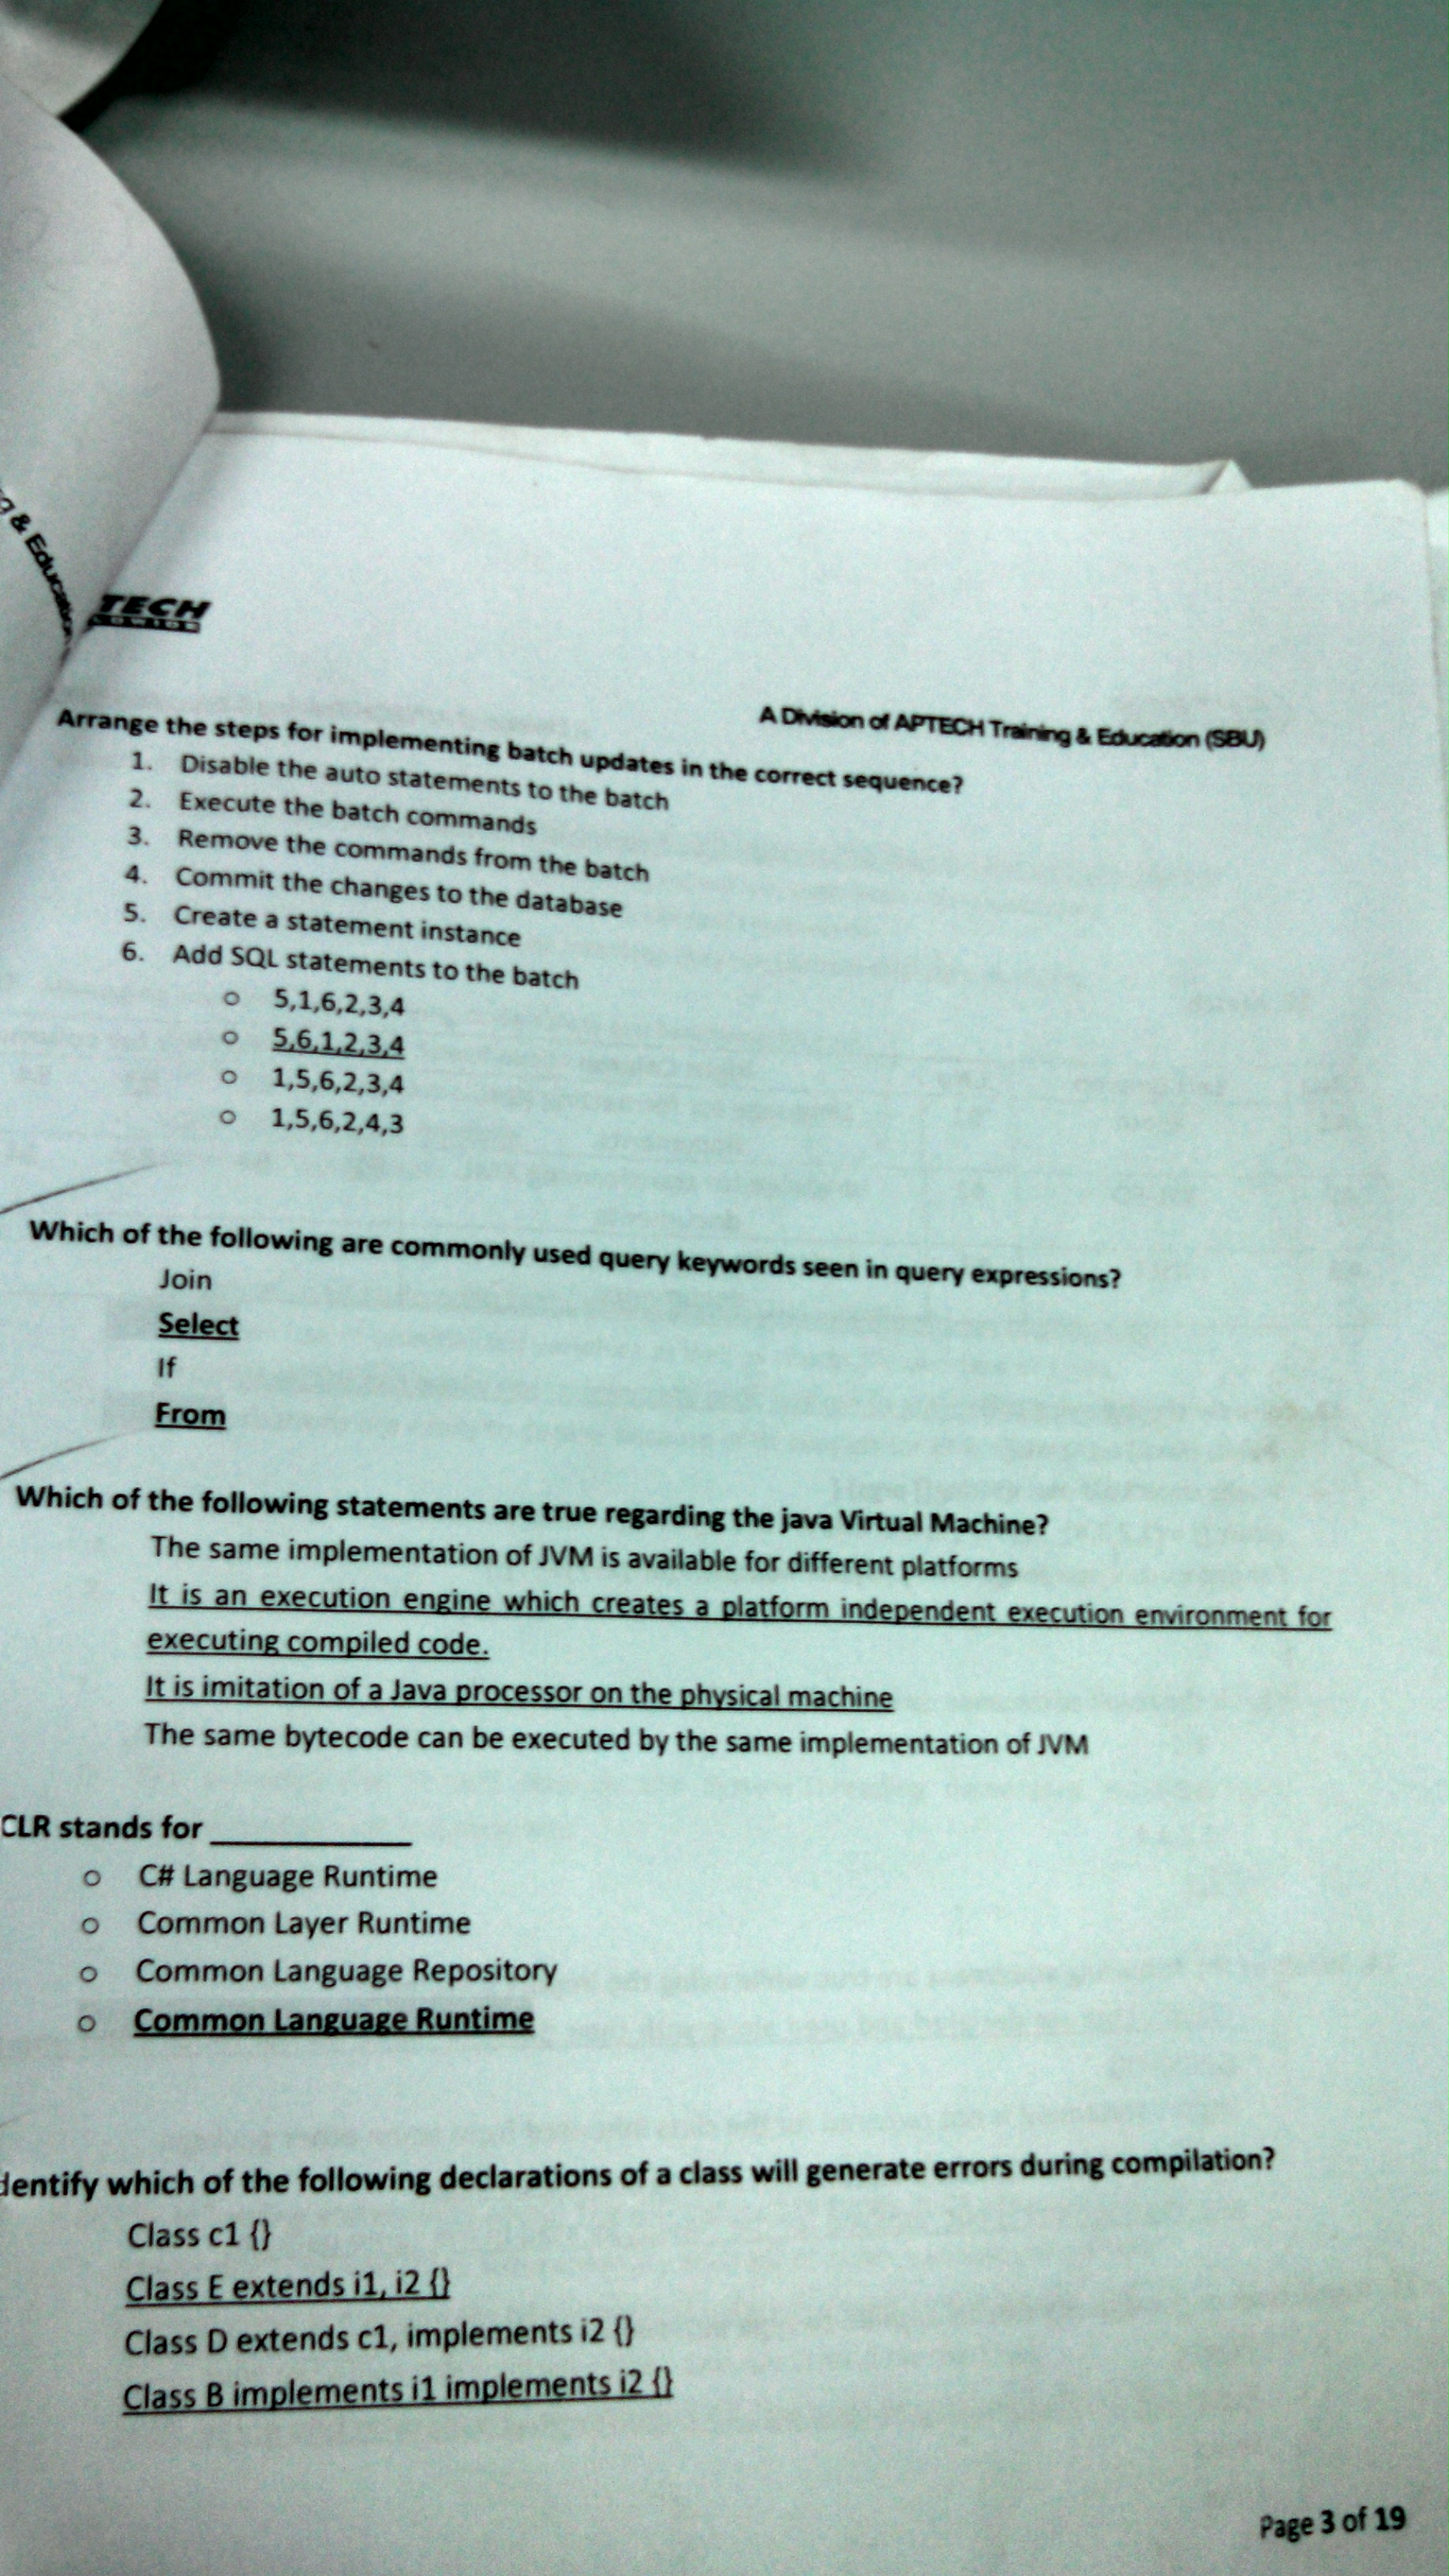 g & Educa
TECH
A Division of APTECH Training & Education (SBU)
Arrange the steps for implementing batch updates in the correct sequence?
1. Disable the auto statements to the batch
2. Execute the batch commands
3. Remove the commands from the batch
4. Commit the changes to the database
5. Create a statement instance
6. Add SQL statements to the batch
o 5,1,6,2,3,4
o 5,6,1,2,3,4
o 1,5,6,2,3,4
o 1,5,6,2,4,3
Which of the following are commonly used query keywords seen in query expressions?
Join
Select
If
From
Which of the following statements are true regarding the java Virtual Machine?
The same implementation of JVM is available for different platforms
It is an execution engine which creates a platform independent execution environment for
executing compiled code.
It is imitation of a Java processor on the physical machine
The same bytecode can be executed by the same implementation of JVM
CLR stands for ____________
o C# Language Runtime
o Common Layer Runtime
o Common Language Repository
o Common Language Runtime
dentify which of the following declarations of a class will generate errors during compilation?
Class c1 {}
Class E extends i1, i2 {}
Class D extends c1, implements i2 {}
Class B implements i1 implements i2 {}
Page 3 of 19